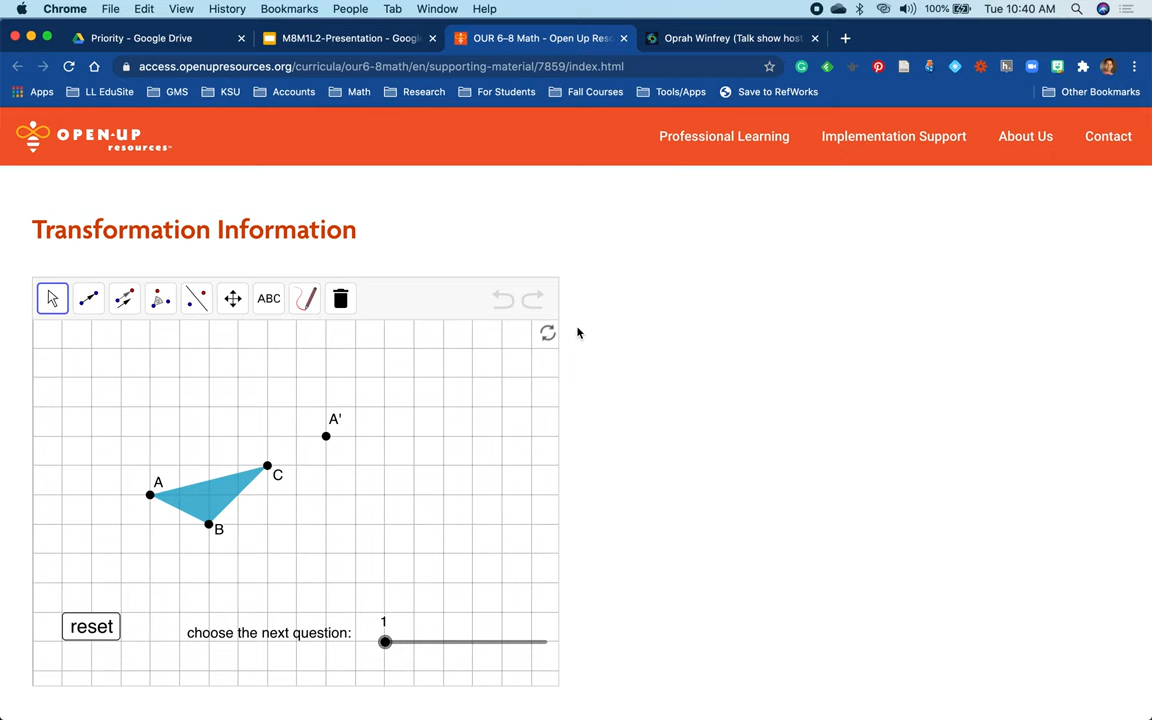 Chrome File Edit View History Bookmarks People Tab Window Help 100% Tue 10:40 AM
Priority - Google Drive M8M1L2-Presentation - Googl OUR 6–8 Math - Open Up Reso Oprah Winfrey (Talk show host
access.openupresources.org/curricula/our6-8math/en/supporting-material/7859/index.html
Apps LL EduSite GMS KSU Accounts Math Research For Students Fall Courses Tools/Apps Save to RefWorks Other Bookmarks
OPEN-UP resources Professional Learning Implementation Support About Us Contact
Transformation Information
ABC
A'
A
C
B
1
reset choose the next question: